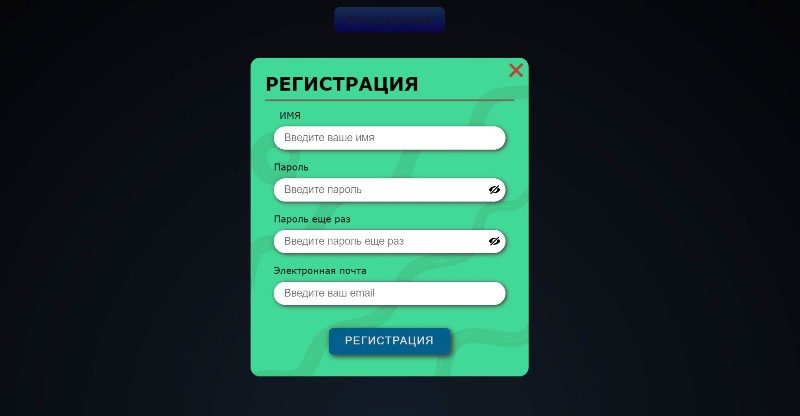 РЕГИСТРАЦИЯ
ИМЯ
Введите ваше имя
Пароль
Введите пароль
Пароль еще раз
Введите пароль еще раз
Электронная почта
Введите ваш email
РЕГИСТРАЦИЯ